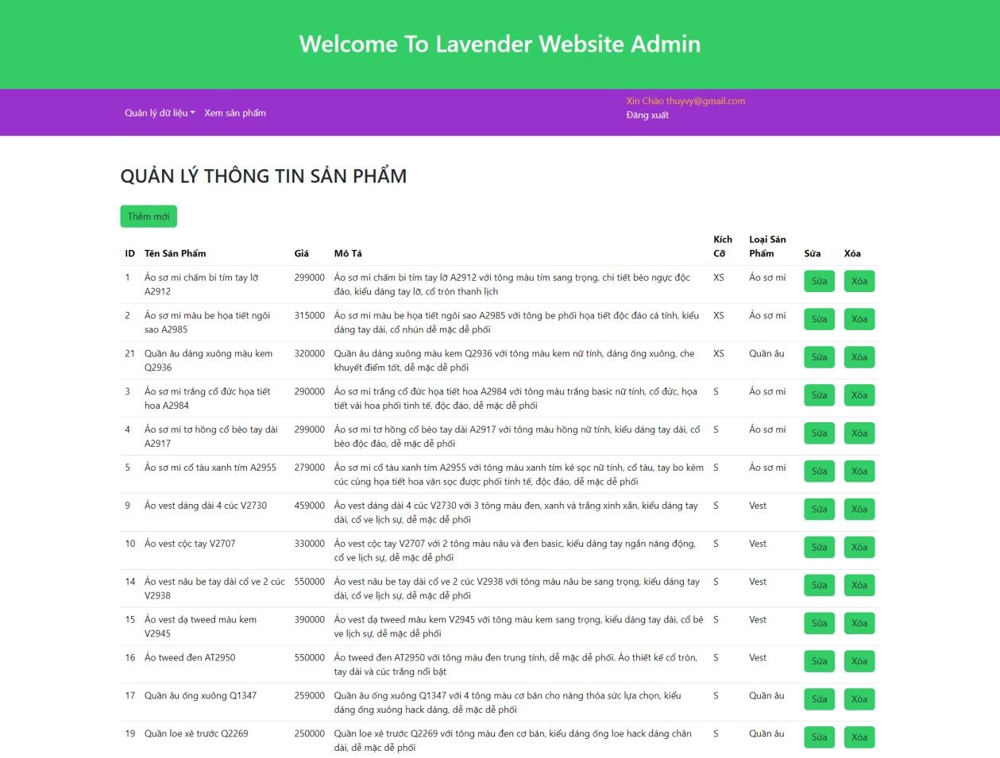 Welcome To Lavender Website Admin
Quản lý dữ liệu Xem sản phẩm
Xin Chào thuyvy@gmail.com
Đăng xuất
QUẢN LÝ THÔNG TIN SẢN PHẨM
Thêm mới
ID Tên Sản Phẩm Giá Mô Tả Kích Cỡ Loại Sản Phẩm Sửa Xóa
1 Áo sơ mi chấm bi tím tay lỡ 299000 Áo sơ mi chấm bi tím tay lỡ A2912 với tông màu tím sang trọng, chi tiết bèo ngực độc XS Áo sơ mi Sửa Xóa
A2912 đáo, kiểu dáng tay lỡ, cổ tròn thanh lịch
2 Áo sơ mi màu be họa tiết ngôi 315000 Áo sơ mi màu be họa tiết ngôi sao A2985 với tông be phối họa tiết độc đáo cá tính, kiểu XS Áo sơ mi Sửa Xóa
sao A2985 dáng tay dài, cổ nhún dễ mặc dễ phối
21 Quần âu dáng xuông màu kem 320000 Quần âu dáng xuông màu kem Q2936 với tông màu kem nữ tính, dáng ống xuông, che XS Quần âu Sửa Xóa
Q2936 khuyết điểm tốt, dễ mặc dễ phối
3 Áo sơ mi trắng cổ đức họa tiết 290000 Áo sơ mi trắng cổ đức họa tiết hoa A2984 với tông màu trắng basic nữ tính, cổ đức, họa S Áo sơ mi Sửa Xóa
hoa A2984 tiết vải hoa phối tinh tế, độc đáo, dễ mặc dễ phối
4 Áo sơ mi tơ hồng cổ bèo tay dài 299000 Áo sơ mi tơ hồng cổ bèo tay dài A2917 với tông màu hồng nữ tính, kiểu dáng tay dài, cổ S Áo sơ mi Sửa Xóa
A2917 bèo độc đáo, dễ mặc dễ phối
5 Áo sơ mi cổ tàu xanh tím A2955 279000 Áo sơ mi cổ tàu xanh tím A2955 với tông màu xanh tím kẻ sọc nữ tính, cổ tàu, tay bo kèm S Áo sơ mi Sửa Xóa
cúc cùng họa tiết hoa văn sọc được phối tinh tế, độc đáo, dễ mặc dễ phối
9 Áo vest dáng dài 4 cúc V2730 459000 Áo vest dáng dài 4 cúc V2730 với 3 tông màu đen, xanh và trắng xinh xắn, kiểu dáng tay S Vest Sửa Xóa
dài, cổ ve lịch sự, dễ mặc dễ phối
10 Áo vest cộc tay V2707 330000 Áo vest cộc tay V2707 với 2 tông màu nâu và đen basic, kiểu dáng tay ngắn năng động, S Vest Sửa Xóa
cổ ve lịch sự, dễ mặc dễ phối
14 Áo vest nâu be tay dài cổ ve 2 cúc 550000 Áo vest nâu be tay dài cổ ve 2 cúc V2938 với tông màu nâu be sang trọng, kiểu dáng tay S Vest Sửa Xóa
V2938 dài, cổ ve lịch sự, dễ mặc dễ phối
15 Áo vest dạ tweed màu kem 390000 Áo vest dạ tweed màu kem V2945 với tông màu kem sang trọng, kiểu dáng tay dài, cổ bẻ S Vest Sửa Xóa
V2945 ve lịch sự, dễ mặc dễ phối
16 Áo tweed đen AT2950 550000 Áo tweed đen AT2950 với tông màu đen trung tính, dễ mặc dễ phối. Áo thiết kế cổ tròn, S Vest Sửa Xóa
tay dài và cúc trắng nổi bật
17 Quần âu ống xuông Q1347 259000 Quần âu ống xuông Q1347 với 4 tông màu cơ bản cho nàng thỏa sức lựa chọn, kiểu S Quần âu Sửa Xóa
dáng ống xuông hack dáng, dễ mặc dễ phối
19 Quần loe xẻ trước Q2269 250000 Quần loe xẻ trước Q2269 với tông màu đen cơ bản, kiểu dáng ống loe hack dáng chân S Quần âu Sửa Xóa
dài, dễ mặc dễ phối